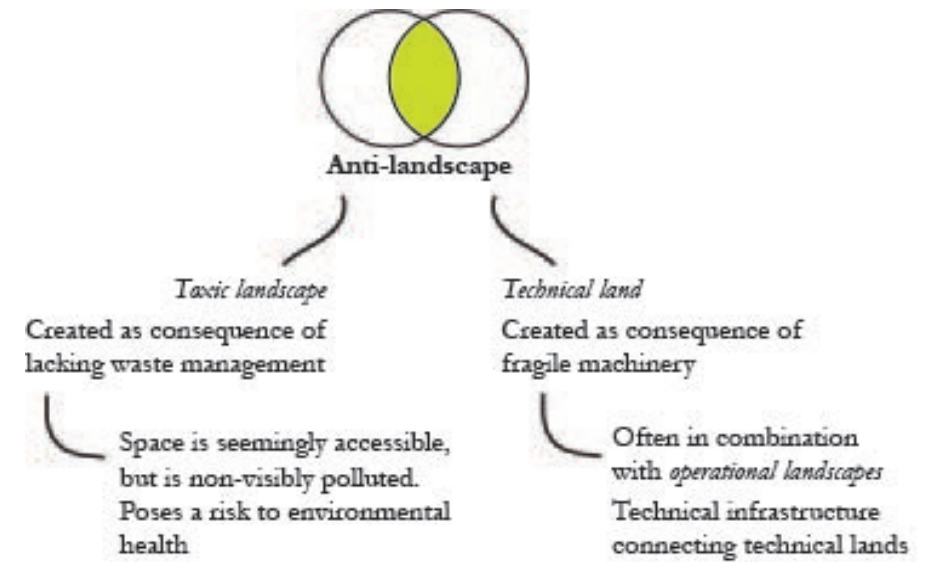 Anti-landscape
Toxic landscape
Created as consequence of
lacking waste management
Space is seemingly accessible,
but is non-visibly polluted.
Poses a risk to environmental
health
Technical land
Created as consequence of
fragile machinery
Often in combination
with operational landscapes
Technical infrastructure
connecting technical lands